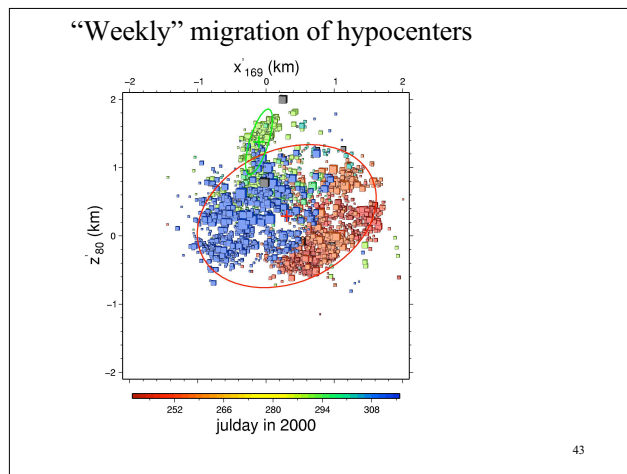 “Weekly” migration of hypocenters
x'169 (km)
−2 −1 0 1 2
2
1
0
−1
−2
z'80 (km)
252 266 280 294 308
julday in 2000
43